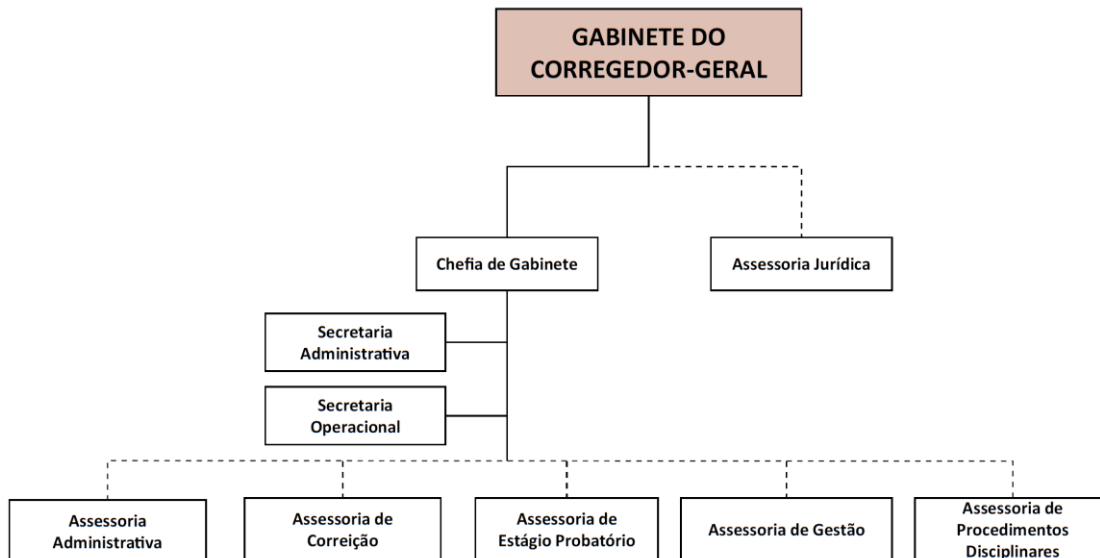 GABINETE DO
CORREGEDOR-GERAL
Chefia de Gabinete
Assessoria Jurídica
Secretaria
Administrativa
Secretaria
Operacional
Assessoria
Administrativa
Assessoria de
Correição
Assessoria de
Estágio Probatório
Assessoria de Gestão
Assessoria de
Procedimentos
Disciplinares